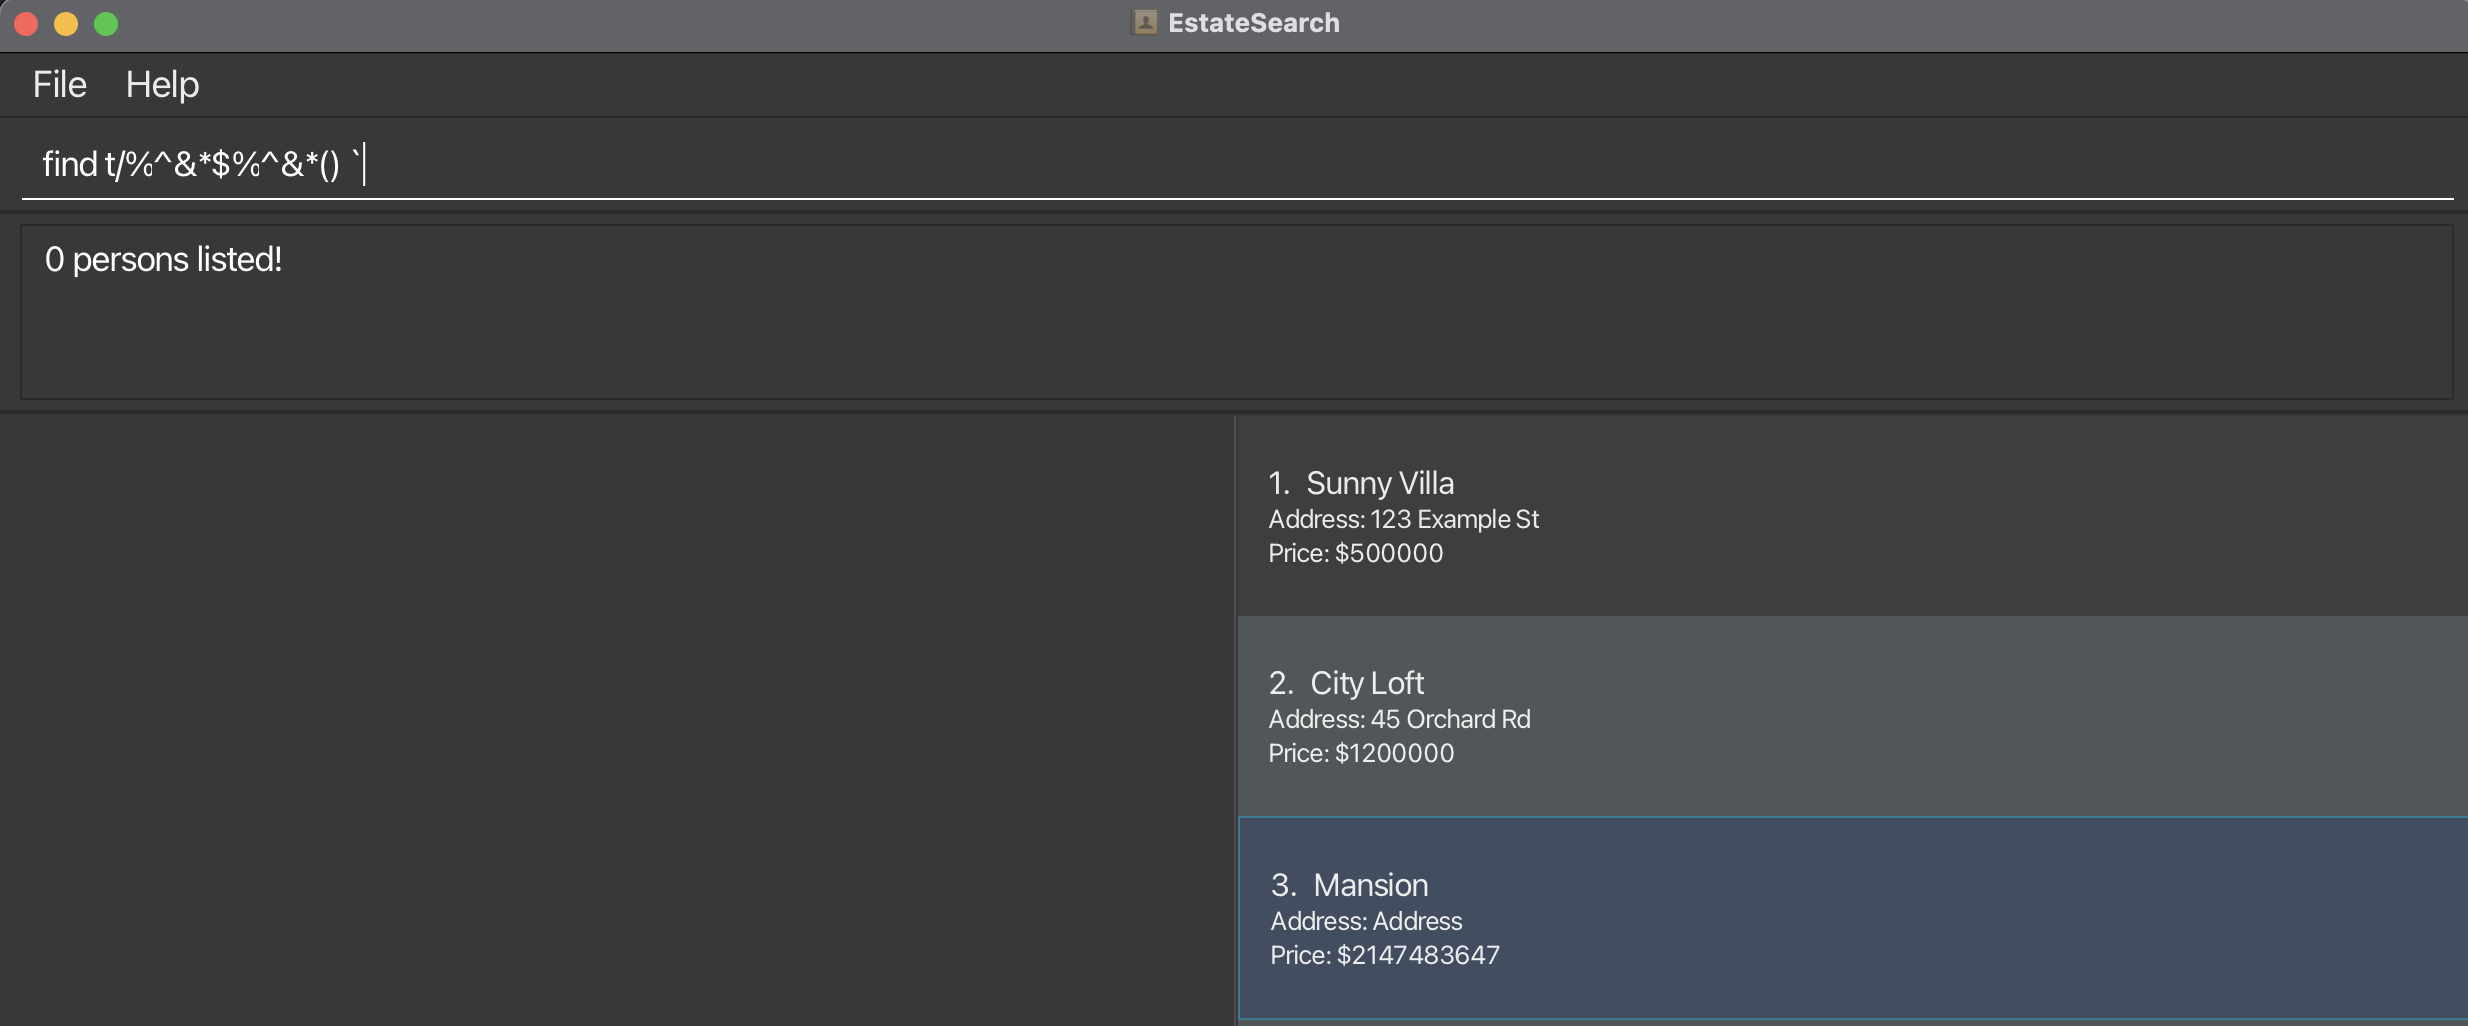 EstateSearch
File Help
find t/%^&*$%^&*() `
0 persons listed!
1. Sunny Villa
Address: 123 Example St
Price: $500000
2. City Loft
Address: 45 Orchard Rd
Price: $1200000
3. Mansion
Address: Address
Price: $2147483647